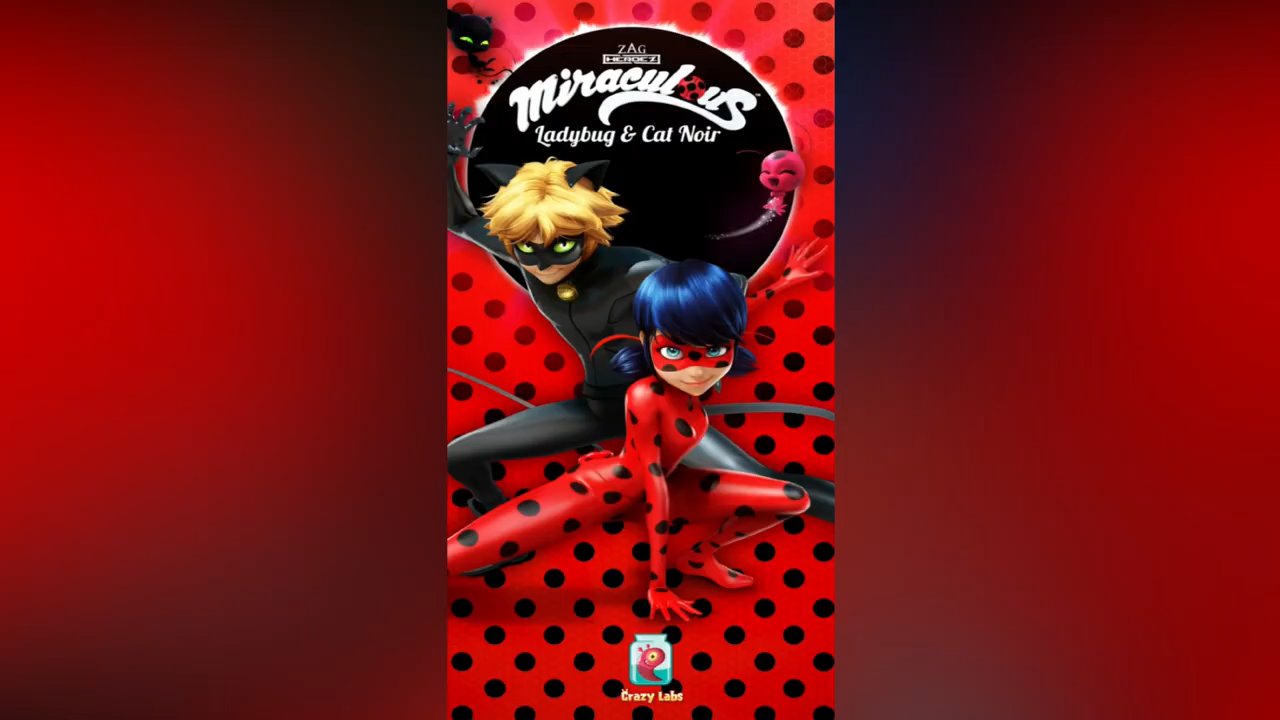 ZAG
HEROEZ
Miraculous
Ladybug & Cat Noir
Crazy Labs